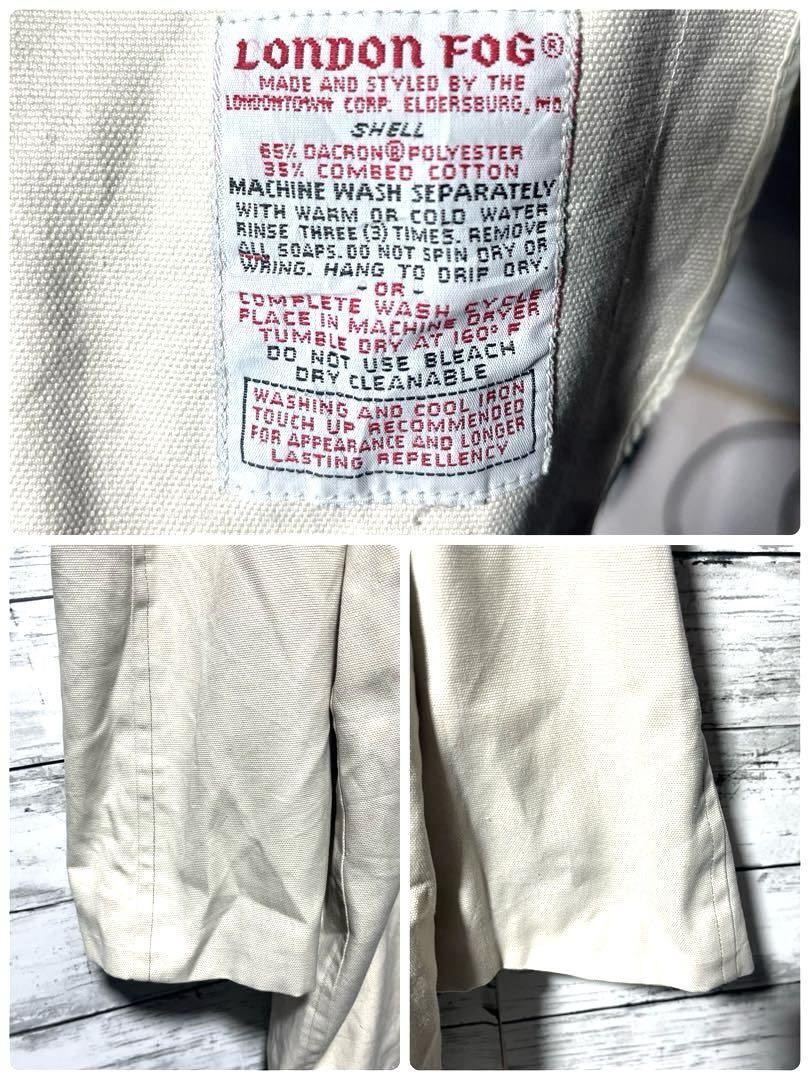 LONDON FOG®
MADE AND STYLED BY THE
LONDONTOWN CORP. ELDERSBURG, MD
SHELL
65% DACRON® POLYESTER
35% COMBED COTTON
MACHINE WASH SEPARATELY
WITH WARM OR COLD WATER
RINSE THREE (3) TIMES. REMOVE
ALL SOAPS. DO NOT SPIN DRY OR
WRING. HANG TO DRIP DRY.
- OR -
COMPLETE WASH CYCLE
PLACE IN MACHINE DRYER
TUMBLE DRY AT 160° F
DO NOT USE BLEACH
DRY CLEANABLE
WASHING AND COOL IRON
TOUCH UP RECOMMENDED
FOR APPEARANCE AND LONGER
LASTING REPELLENCY